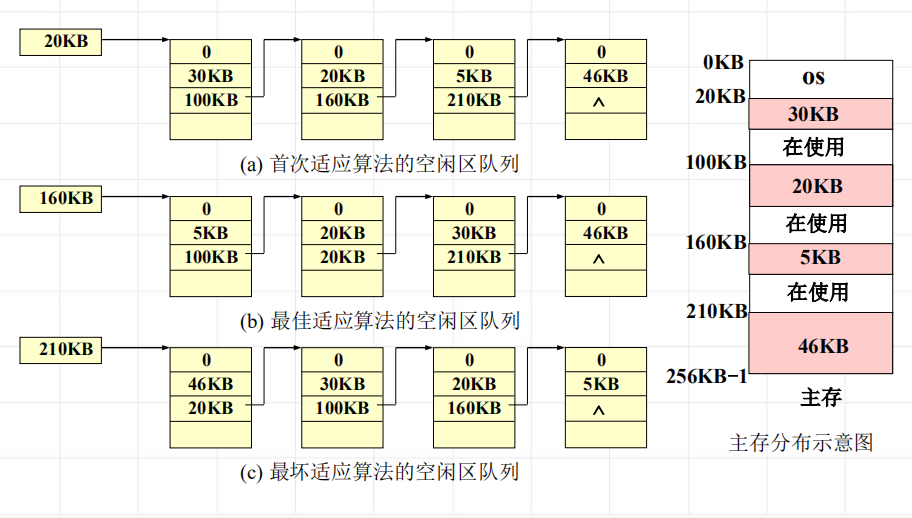 20KB
0 0 0 0
30KB 20KB 5KB 46KB
100KB 160KB 210KB ^
(a) 首次适应算法的空闲区队列
160KB
0 0 0 0
5KB 20KB 30KB 46KB
100KB 20KB 210KB ^
(b) 最佳适应算法的空闲区队列
210KB
0 0 0 0
46KB 30KB 20KB 5KB
20KB 100KB 160KB ^
(c) 最坏适应算法的空闲区队列
0KB
os
20KB
30KB
在使用
100KB
20KB
在使用
160KB
5KB
在使用
210KB
46KB
256KB-1
主存
主存分布示意图